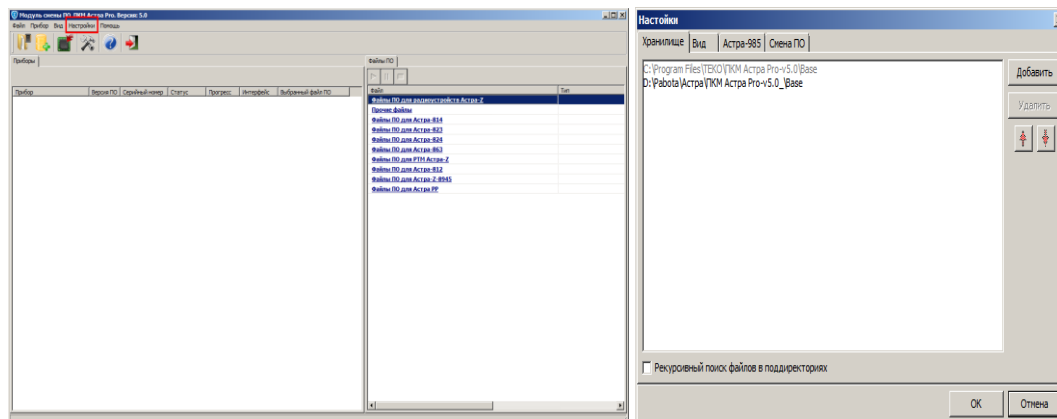 Модуль смены ПО ПКМ Астра Pro. Версия: 5.0
Файл Прибор Вид Настройки Помощь
Приборы
Прибор Версия ПО Серийный номер Статус Прогресс Интерфейс Выбранный файл ПО
Файлы ПО
Файл Тип
Файлы ПО для радиоустройств Астра-Z
Прочие файлы
Файлы ПО для Астра-814
Файлы ПО для Астра-823
Файлы ПО для Астра-824
Файлы ПО для Астра-863
Файлы ПО для РТМ Астра-Z
Файлы ПО для Астра-812
Файлы ПО для Астра-Z-8945
Файлы ПО для Астра РР
Настойки
Хранилище Вид Астра-985 Смена ПО
C:\Program Files\TEKO\ПКМ Астра Pro-v5.0\Base
D:\Работа\Астра\ПКМ Астра Pro-v5.0_\Base
Добавить
Удалить
Рекурсивный поиск файлов в поддиректориях
OK Отмена